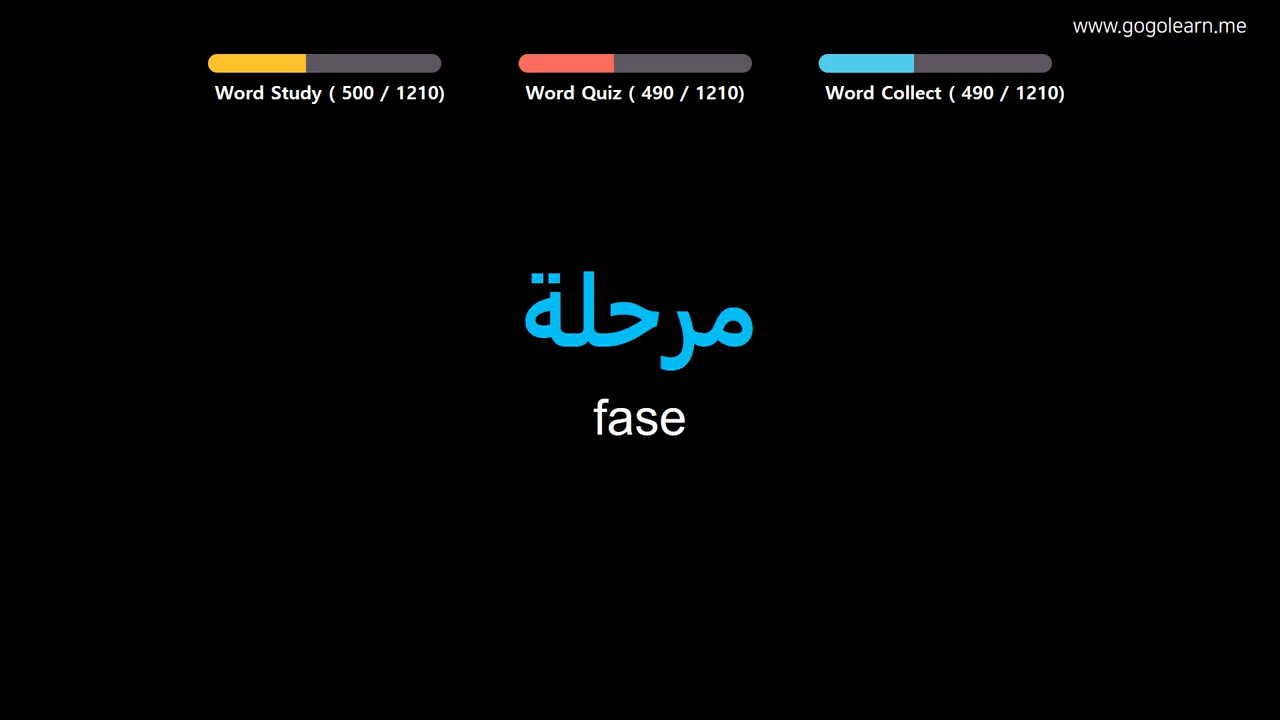 www.gogolearn.me
Word Study ( 500 / 1210)
Word Quiz ( 490 / 1210)
Word Collect ( 490 / 1210)
مرحلة
fase